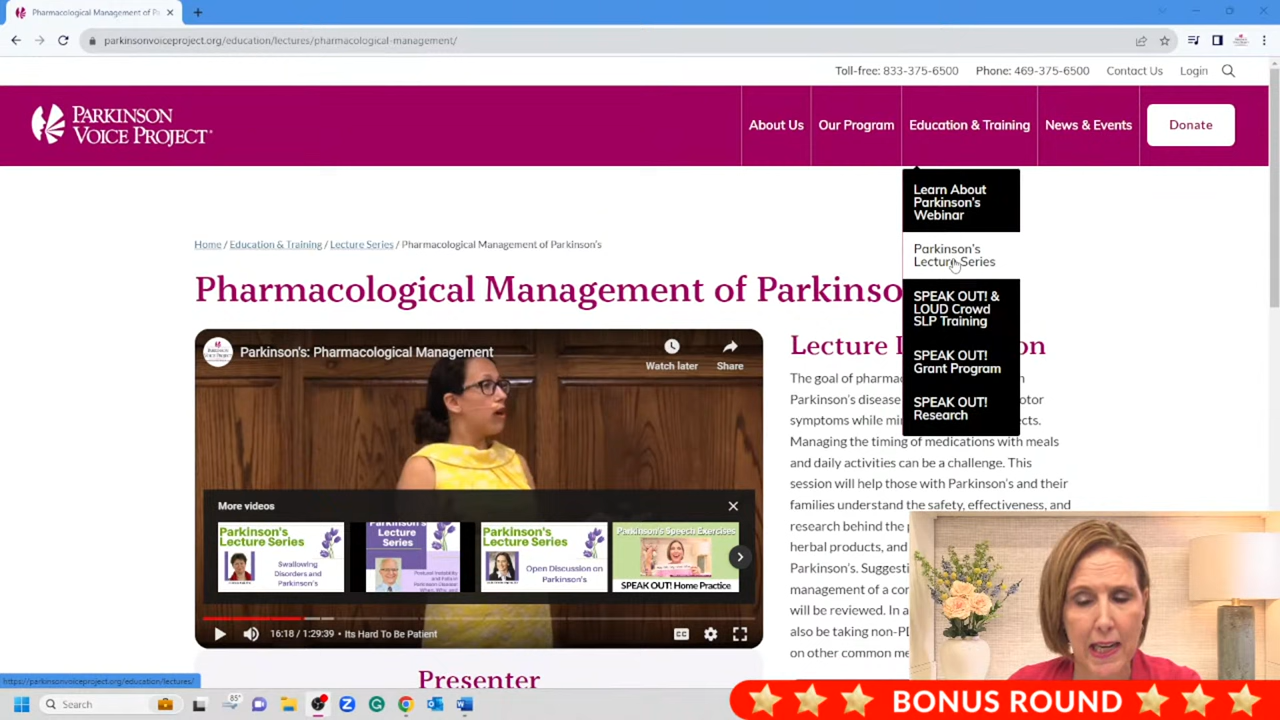 Pharmacological Management of P
parkinsonvoiceproject.org/education/lectures/pharmacological-management/
Toll-free: 833-375-6500
Phone: 469-375-6500
Contact Us
Login
PARKINSON
VOICE PROJECT
About Us
Our Program
Education & Training
News & Events
Donate
Learn About
Parkinson's
Webinar
Parkinson's
Lecture Series
SPEAK OUT! &
LOUD Crowd
SLP Training
SPEAK OUT!
Grant Program
SPEAK OUT!
Research
Home / Education & Training / Lecture Series / Pharmacological Management of Parkinson's
Pharmacological Management of Parkinso
Parkinson's: Pharmacological Management
Watch later
Share
More videos
Parkinson's
Lecture Series
Swallowing
Disorders and
Parkinson's
Lecture
Series
Parkinson's
Lecture Series
Open Discussion on
Parkinson's
Parkinson's Speech Exercises
SPEAK OUT! Home Practice
16:18 / 1:29:39 • Its Hard To Be Patient
CC
Presenter
Lecture on
The goal of pharmac
Parkinson's disease otor
symptoms while mi ects.
Managing the timing of medications with meals
and daily activities can be a challenge. This
session will help those with Parkinson's and their
families understand the safety, effectiveness, and
research behind the
herbal products, and
Parkinson's. Suggesti
management of a con
will be reviewed. In a
also be taking non-PD
on other common me
https://parkinsonvoiceproject.org/education/lectures/
Search
85°
BONUS ROUND